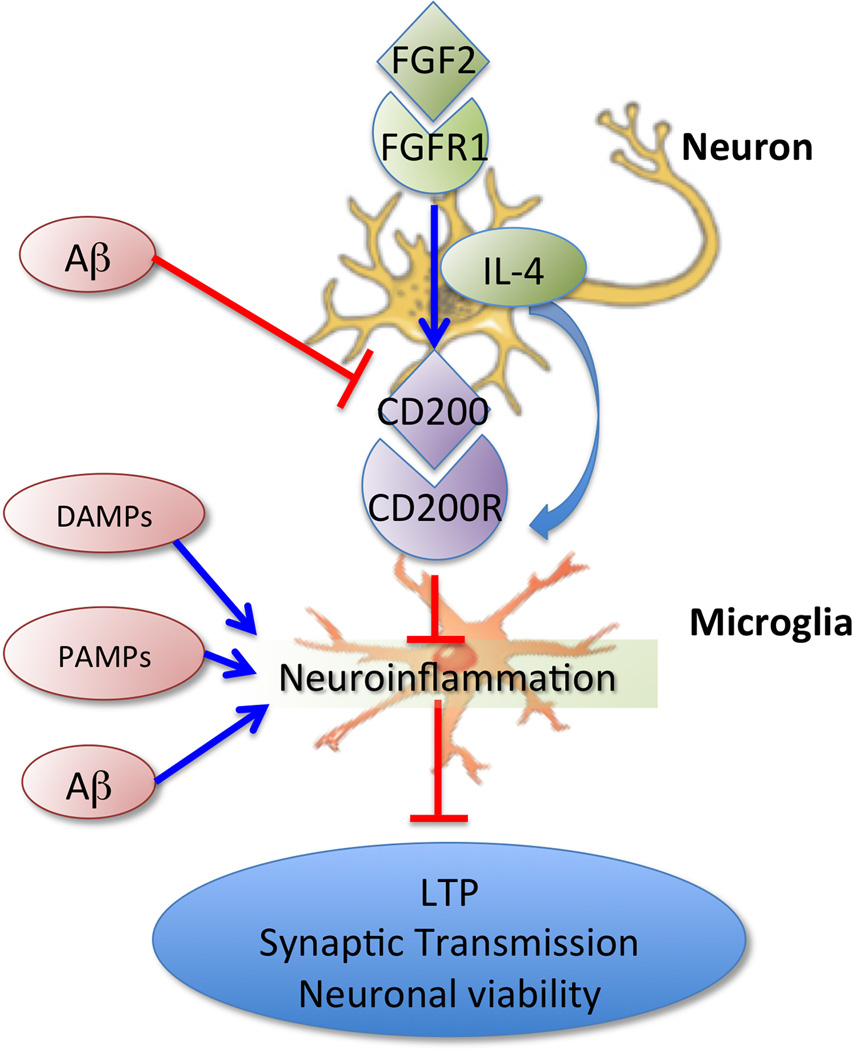 FGF2
FGFR1
Neuron
Aβ
IL-4
CD200
CD200R
DAMPs
Microglia
PAMPs
Neuroinflammation
Aβ
LTP
Synaptic Transmission
Neuronal viability